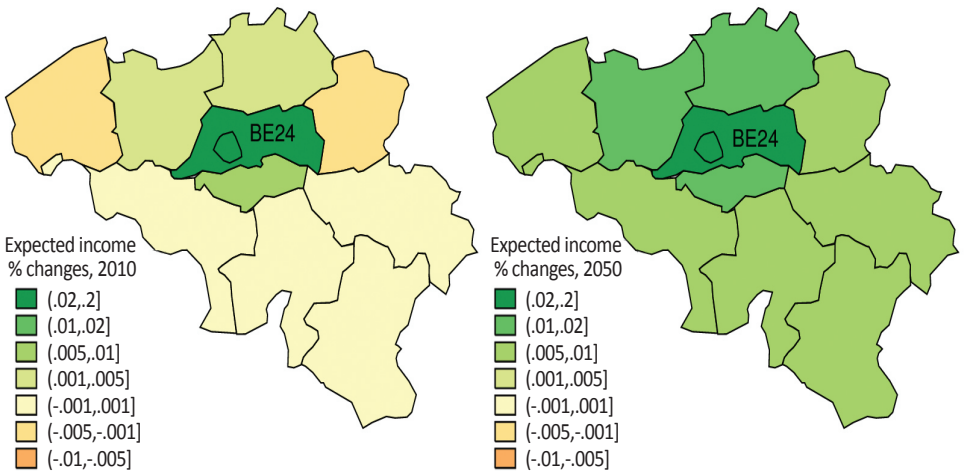 BE24
Expected income
% changes, 2010
(.02,.2]
(.01,.02]
(.005,.01]
(.001,.005]
(-.001,.001]
(-.005,-.001]
(-.01,-.005]
BE24
Expected income
% changes, 2050
(.02,.2]
(.01,.02]
(.005,.01]
(.001,.005]
(-.001,.001]
(-.005,-.001]
(-.01,-.005]